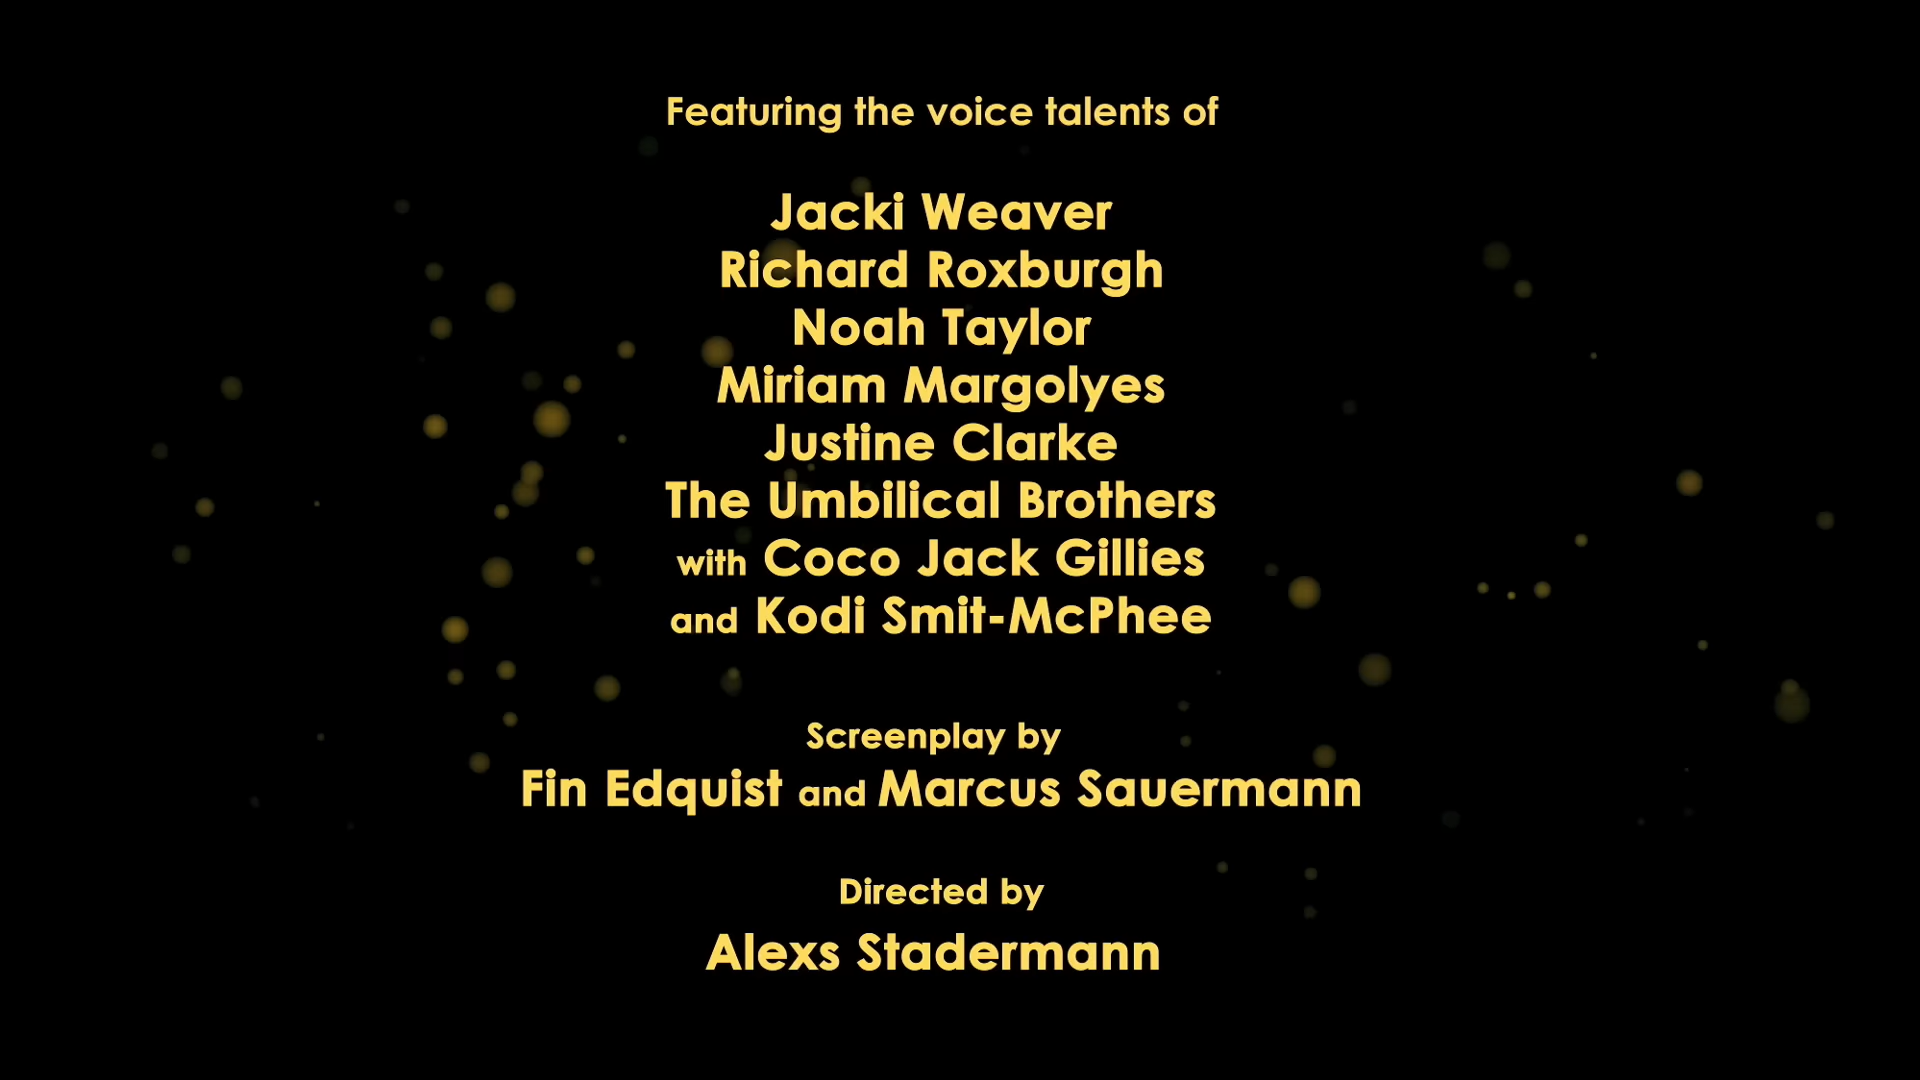 Featuring the voice talents of
Jacki Weaver
Richard Roxburgh
Noah Taylor
Miriam Margolyes
Justine Clarke
The Umbilical Brothers
with Coco Jack Gillies
and Kodi Smit-McPhee
Screenplay by
Fin Edquist and Marcus Sauermann
Directed by
Alexs Stadermann